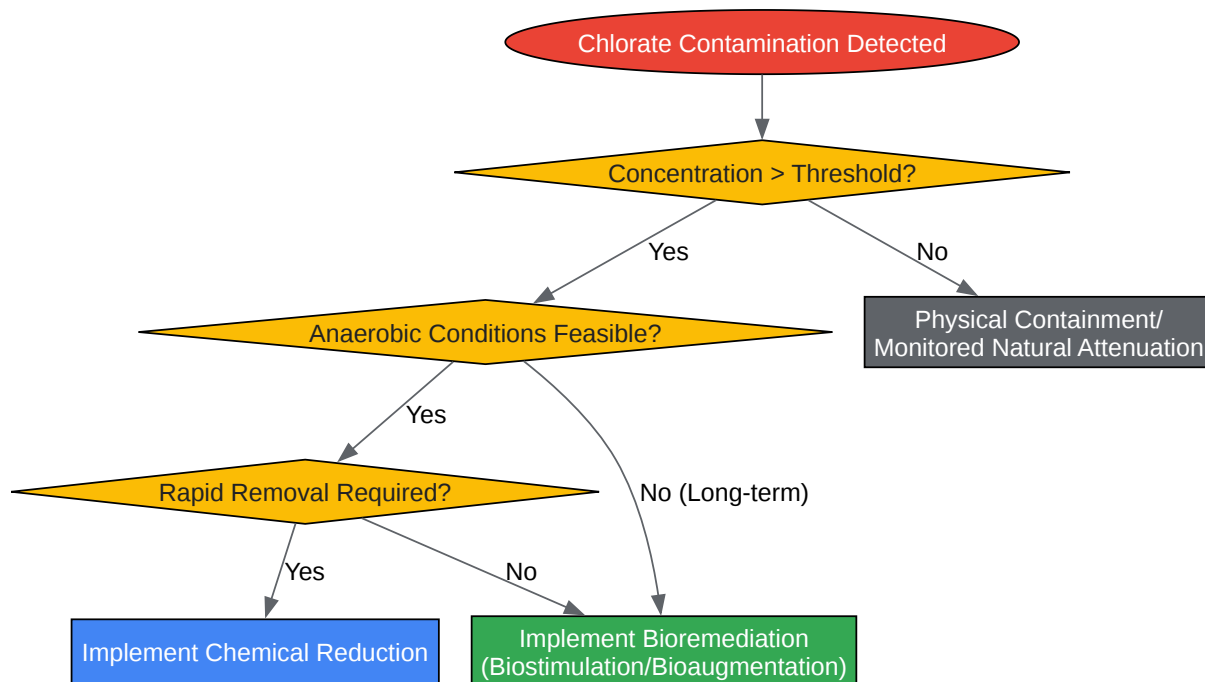 Chlorate Contamination Detected
Concentration > Threshold?
Yes
No
Anaerobic Conditions Feasible?
Physical Containment/
Monitored Natural Attenuation
Yes
Rapid Removal Required?
No (Long-term)
Yes
No
Implement Chemical Reduction
Implement Bioremediation
(Biostimulation/Bioaugmentation)